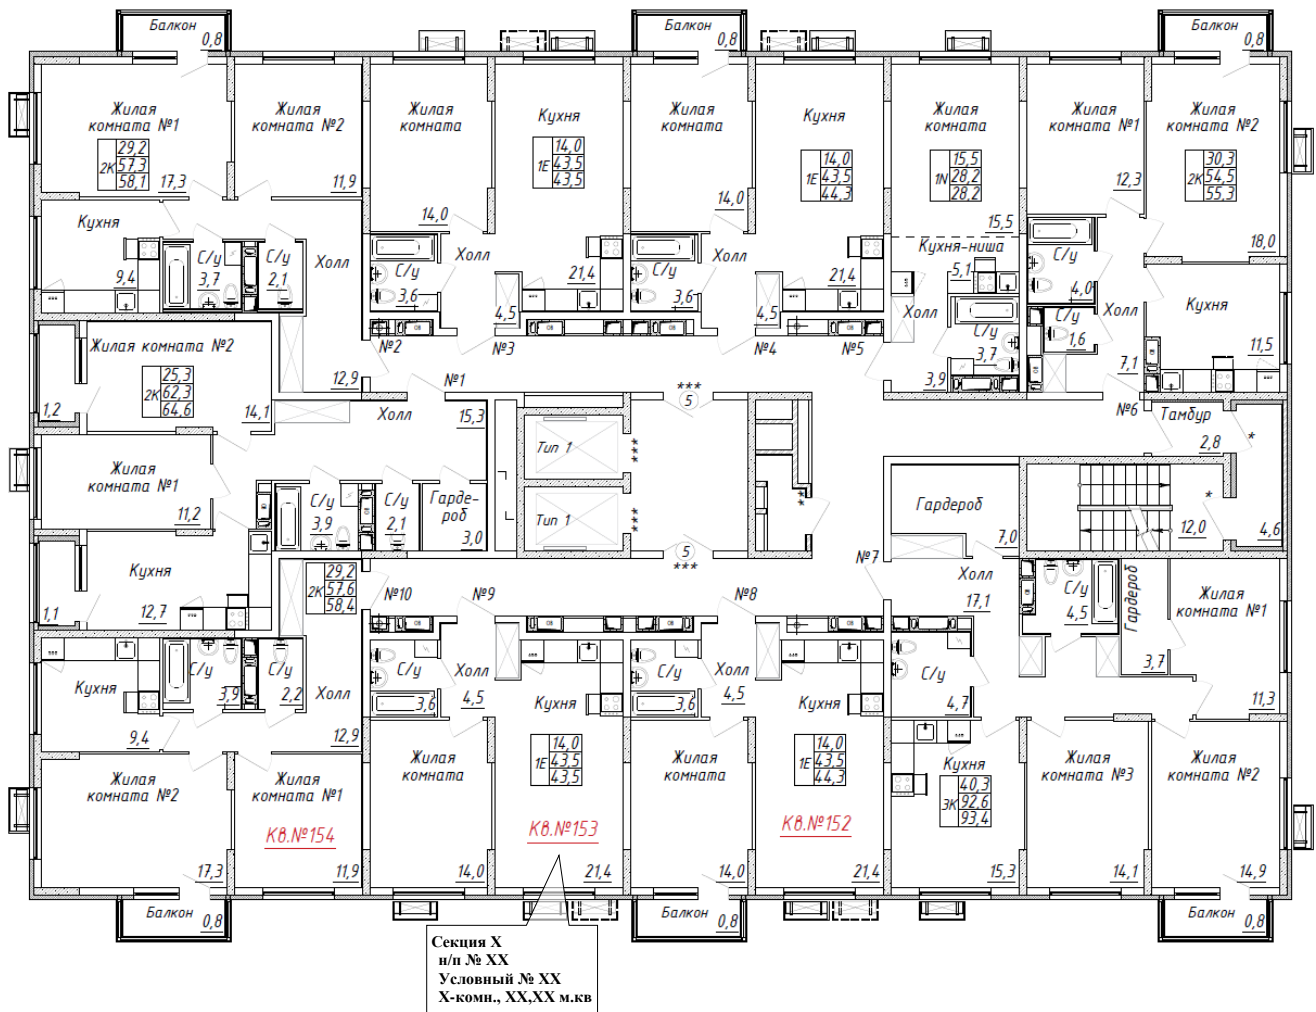 Балкон
0,8
Балкон
0,8
Балкон
0,8
Жилая
комната №1
29,2
2К 57,3
58,1
17,3
Жилая
комната №2
11,9
Жилая
комната
14,0
Кухня
14,0
1Е 43,5
43,5
21,4
Жилая
комната
14,0
Кухня
14,0
1Е 43,5
44,3
21,4
Жилая
комната
15,5
1N 28,2
28,2
15,5
Жилая
комната №1
12,3
Жилая
комната №2
30,3
2К 54,5
55,3
18,0
Кухня
9,4
С/у
3,7
С/у
2,1
Холл
12,9
С/у
3,6
Холл
4,5
С/у
3,6
Холл
4,5
Кухня-ниша
5,1
Холл
3,9
С/у
3,7
С/у
4,0
С/у
1,6
Холл
7,1
Кухня
11,5
№2
№3
№4
№5
№1
№6
Жилая комната №2
25,3
2К 62,3
64,6
1,2
14,1
Холл
15,3
***
5
Тамбур
2,8
*
Тип 1
***
Тип 1
***
**
Жилая
комната №1
11,2
С/у
3,9
С/у
2,1
Гарде-
роб
3,0
Гардероб
7,0
*
12,0
4,6
Кухня
12,7
1,1
29,2
2К 57,6
58,4
5
***
№10
№9
№8
№7
Холл
17,1
С/у
4,5
Гардероб
3,7
Жилая
комната №1
11,3
Кухня
9,4
С/у
3,9
С/у
2,2
Холл
12,9
С/у
3,6
Холл
4,5
Кухня
С/у
3,6
Холл
4,5
Кухня
С/у
4,7
Жилая
комната №2
17,3
Жилая
комната №1
Кв.№154
11,9
Жилая
комната
14,0
14,0
1Е 43,5
43,5
Кв.№153
21,4
Жилая
комната
14,0
14,0
1Е 43,5
44,3
Кв.№152
21,4
Кухня
40,3
3К 92,6
93,4
15,3
Жилая
комната №3
14,1
Жилая
комната №2
14,9
Балкон
0,8
Балкон
0,8
Балкон
0,8
Секция X
н/п № XX
Условный № XX
X-комн., XX,XX м.кв